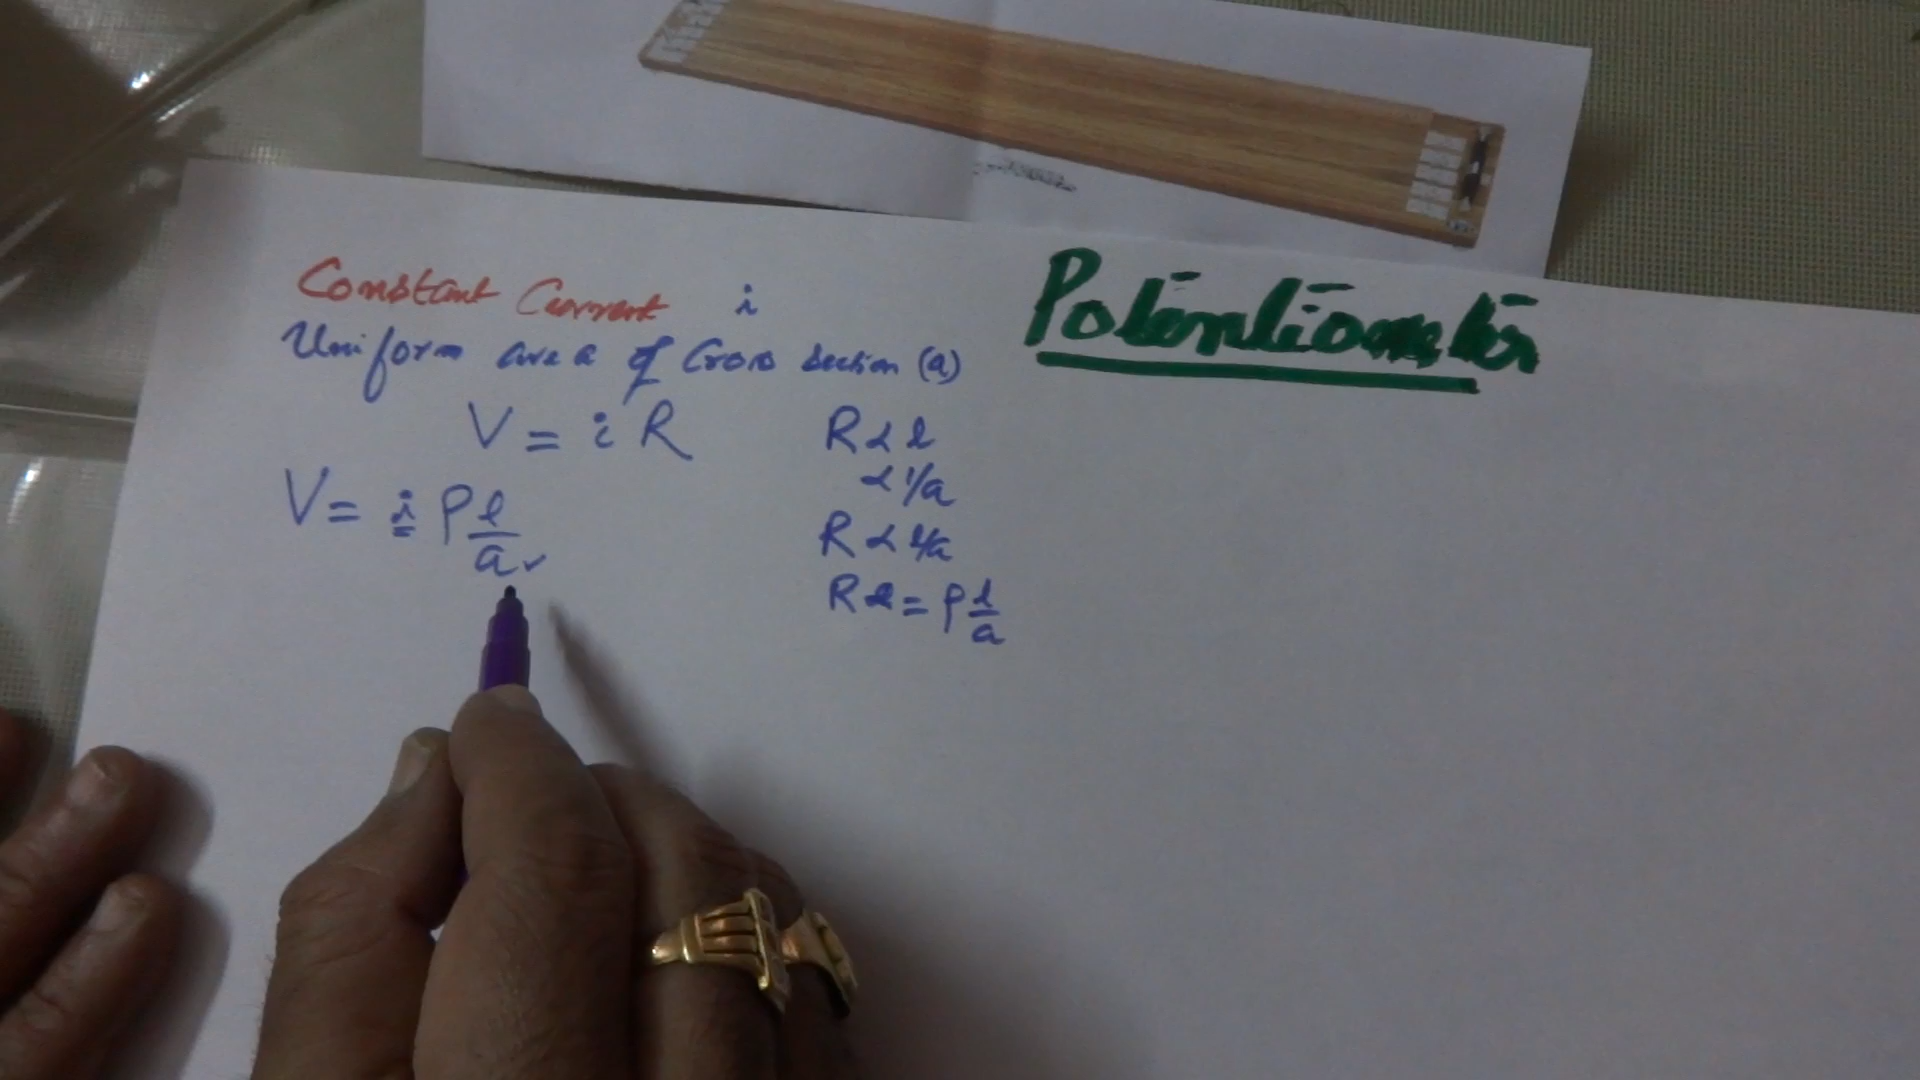 Potentiometer
Constant Current i
Uniform area of Cross section (a)
V = i R
V = i ρ l/a ✓
R α l
α 1/a
R α l/a
R = ρ l/a